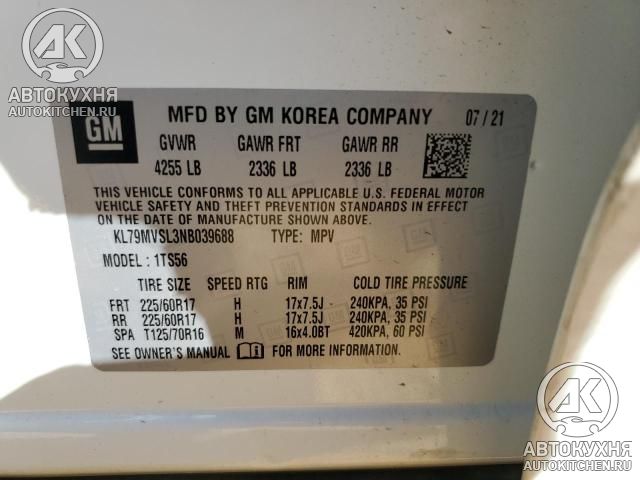 AK
АВТОКУХНЯ
AUTOKITCHEN.RU
GM
MFD BY GM KOREA COMPANY 07 / 21
GVWR GAWR FRT GAWR RR
4255 LB 2336 LB 2336 LB
THIS VEHICLE CONFORMS TO ALL APPLICABLE U.S. FEDERAL MOTOR
VEHICLE SAFETY AND THEFT PREVENTION STANDARDS IN EFFECT
ON THE DATE OF MANUFACTURE SHOWN ABOVE.
KL79MVSL3NB039688 TYPE: MPV
MODEL: 1TS56
TIRE SIZE SPEED RTG RIM COLD TIRE PRESSURE
FRT 225/60R17 H 17x7.5J 240KPA, 35 PSI
RR 225/60R17 H 17x7.5J 240KPA, 35 PSI
SPA T125/70R16 M 16x4.0BT 420KPA, 60 PSI
SEE OWNER'S MANUAL FOR MORE INFORMATION.
AK
АВТОКУХНЯ
AUTOKITCHEN.RU